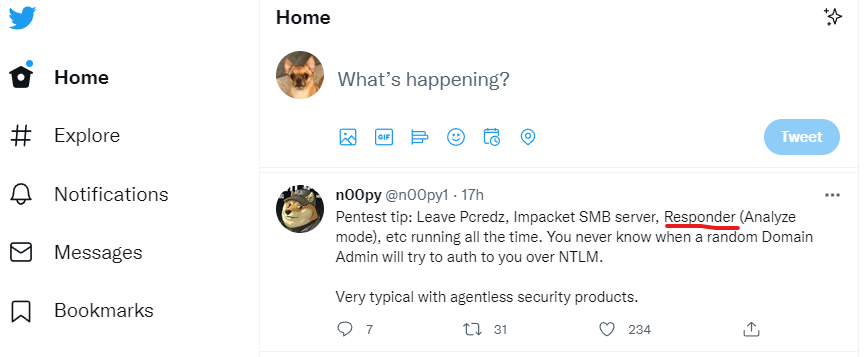 Home
Home
What's happening?
Explore
GIF
Tweet
Notifications
n00py @n00py1 · 17h
Pentest tip: Leave Pcredz, Impacket SMB server, Responder (Analyze
mode), etc running all the time. You never know when a random Domain
Admin will try to auth to you over NTLM.
Very typical with agentless security products.
Messages
Bookmarks
7
31
234